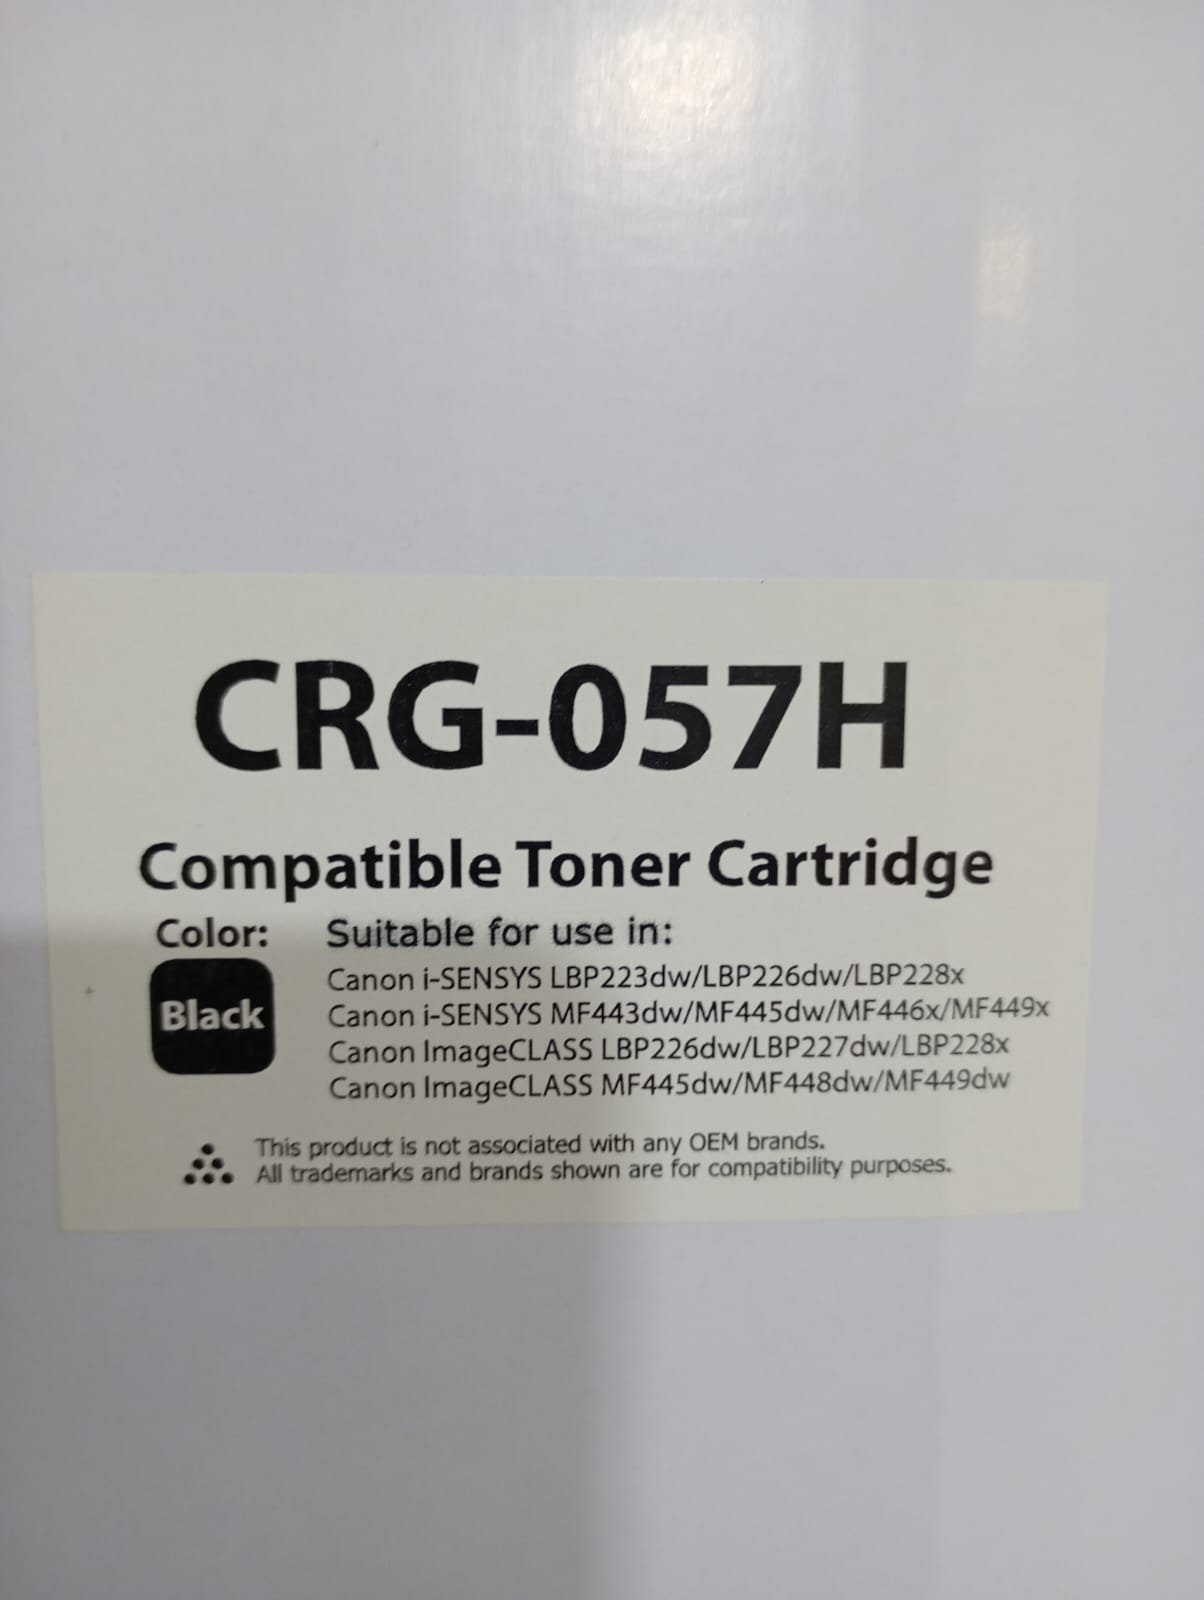 CRG-057H
Compatible Toner Cartridge
Color:
Black
Suitable for use in:
Canon i-SENSYS LBP223dw/LBP226dw/LBP228x
Canon i-SENSYS MF443dw/MF445dw/MF446x/MF449x
Canon ImageCLASS LBP226dw/LBP227dw/LBP228x
Canon ImageCLASS MF445dw/MF448dw/MF449dw
This product is not associated with any OEM brands.
All trademarks and brands shown are for compatibility purposes.